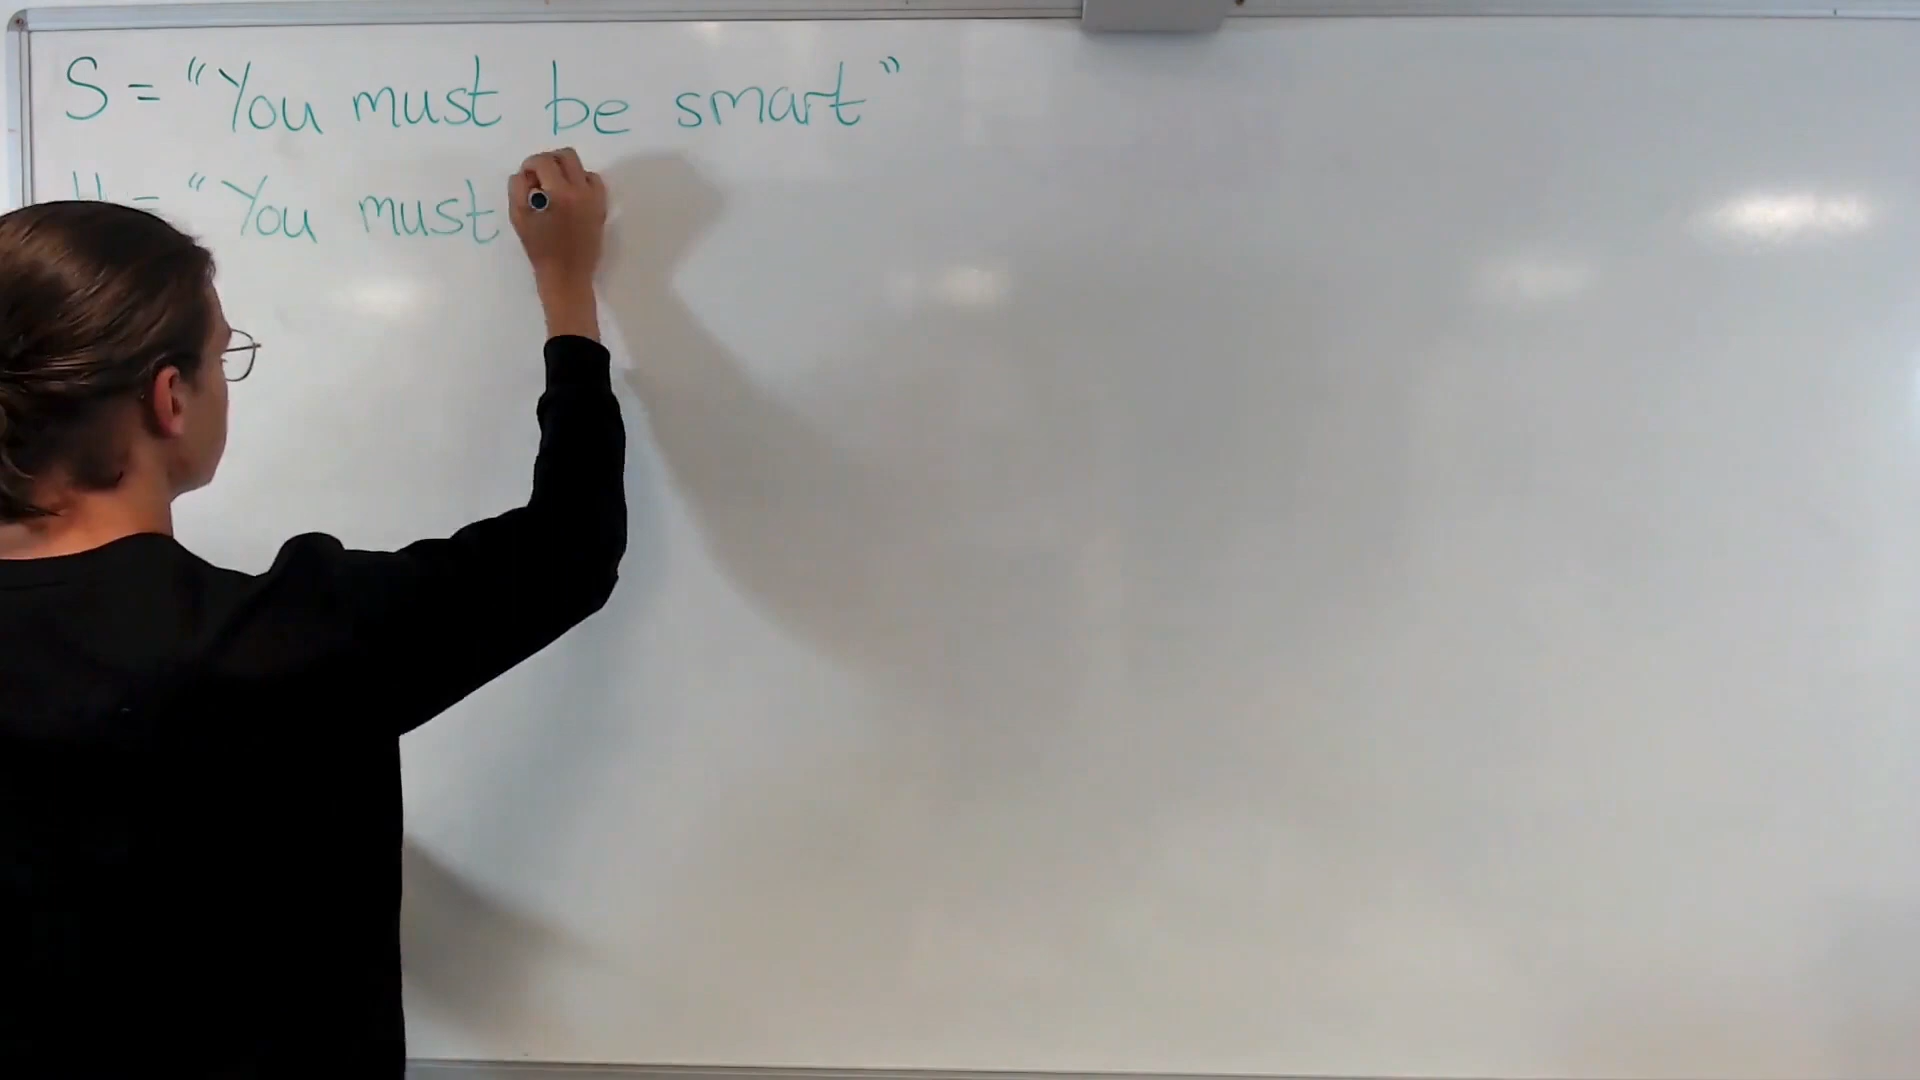 S = "You must be smart"
H = "You must